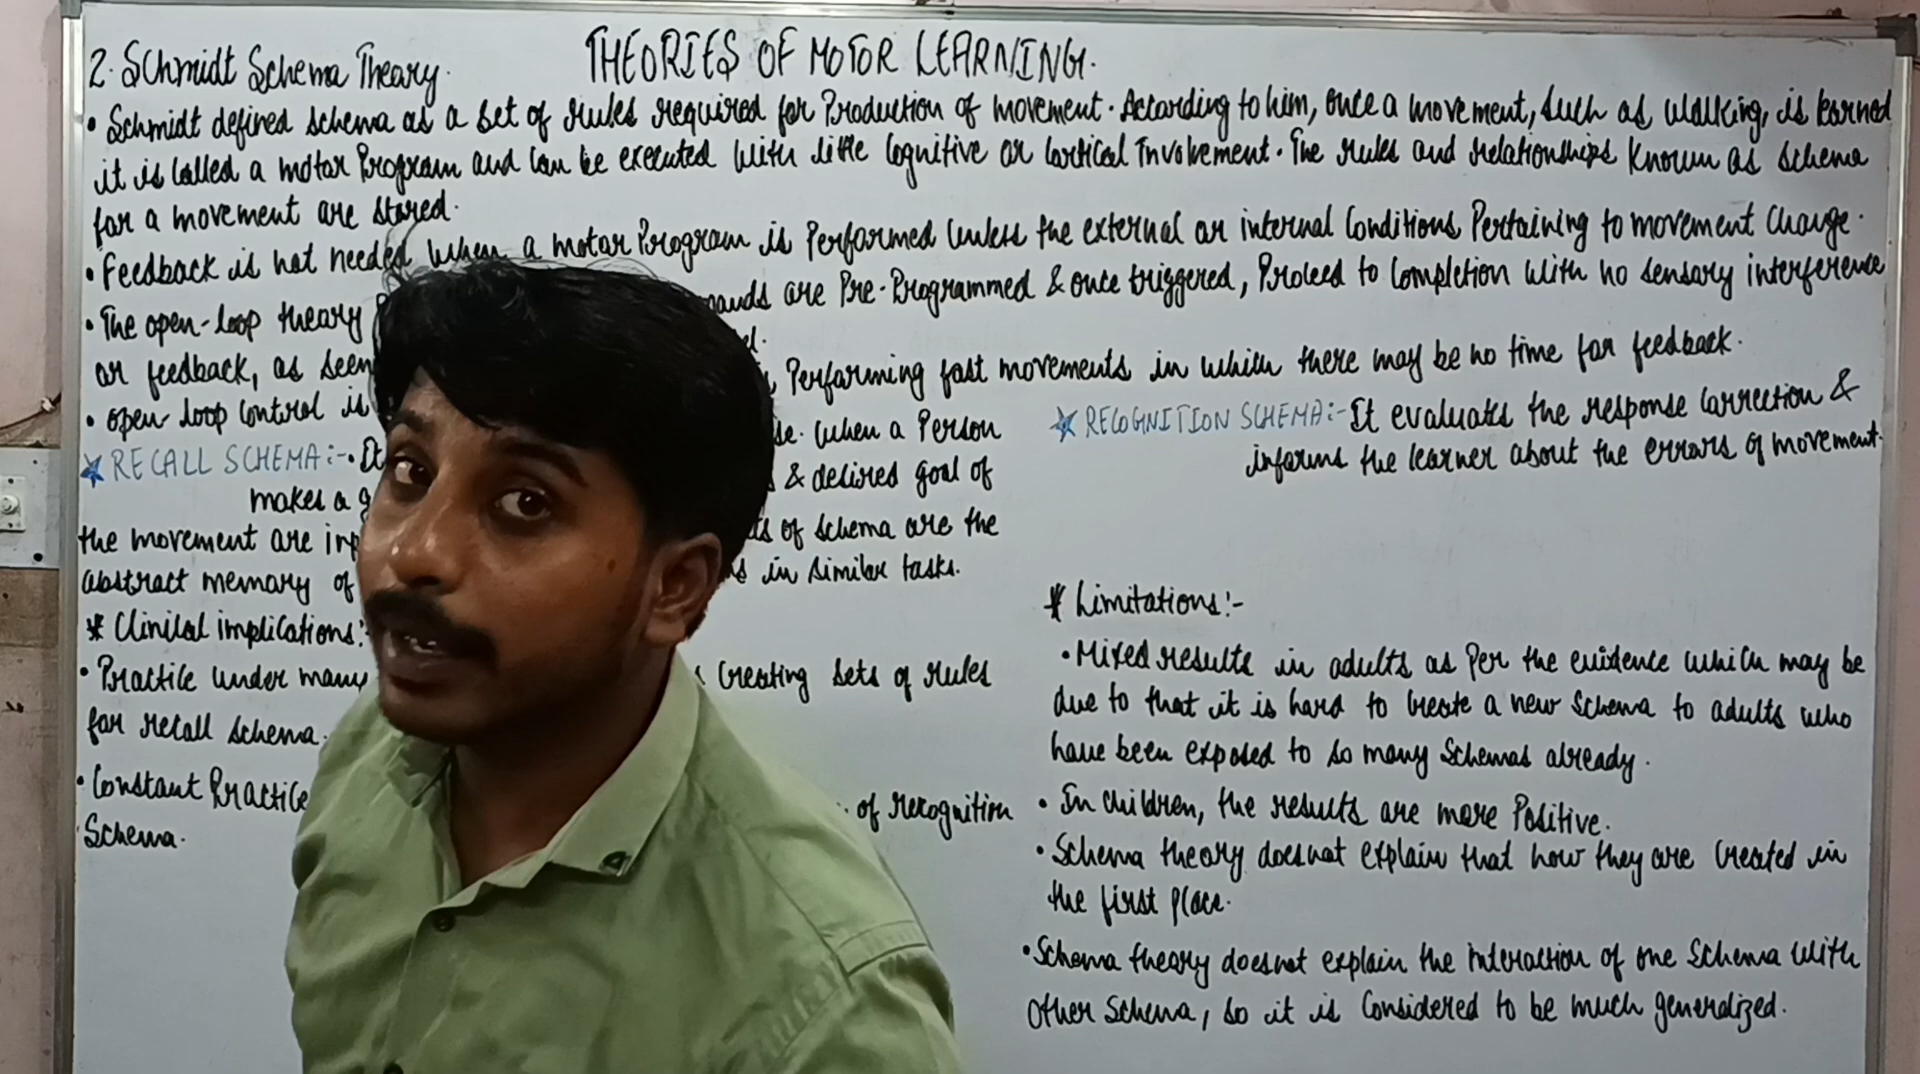 THEORIES OF MOTOR LEARNING.
2. Schmidt Schema Theory.
• Schmidt defined schema as a set of rules required for Production of movement. According to him, once a movement, such as walking, is learned
it is called a motor Program and can be executed with little Cognitive or Cortical Involvement. The rules and relationships known as Schema
for a movement are stored.
• Feedback is not needed when a motor Program is Performed unless the external or internal Conditions Pertaining to movement Change.
• The open-loop theory
are Pre-Programmed & once triggered, Proceed to Completion with no sensory interference
or feedback, as seen
• open-loop control is
Performing fast movements in which there may be no time for feedback.
★ RECALL SCHEMA:- • It
When a Person
makes a
& desired goal of
the movement are
of schema are the
abstract memory of
in similar tasks.
* Clinical implications:-
• Practice under many
Creating sets of rules
for recall schema.
• Constant Practice
of recognition
Schema.
★ RECOGNITION SCHEMA:- It evaluates the response Correction &
informs the learner about the errors of movement.
* Limitations:-
• Mixed results in adults as Per the evidence which may be
due to that it is hard to Create a new Schema to adults who
have been exposed to so many Schemas already.
• In children, the results are more Positive.
• Schema theory doesnot explain that how they are Created in
the first place.
• Schema theory doesnot explain the interaction of one Schema with
other Schema, so it is Considered to be much generalized.